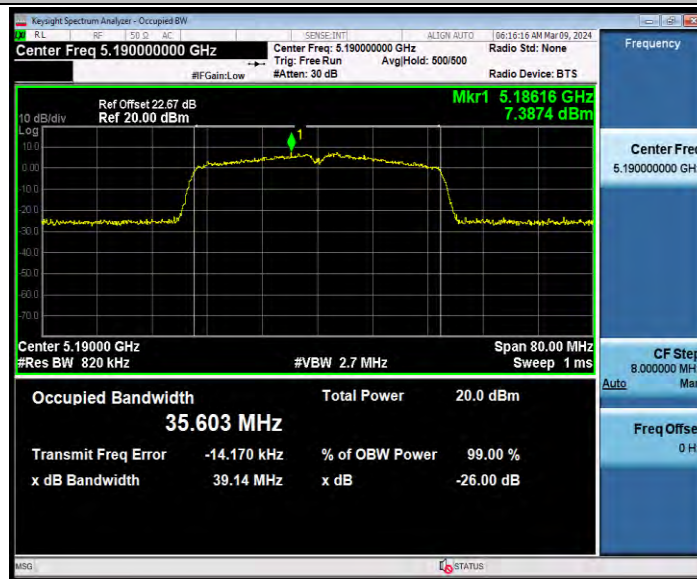 Keysight Spectrum Analyzer - Occupied BW
LXI RL RF 50 Ω AC SENSE:INT ALIGN AUTO 06:16:16 AM Mar 09, 2024
Center Freq 5.190000000 GHz Center Freq: 5.190000000 GHz Radio Std: None
Trig: Free Run Avg|Hold: 500/500
#IFGain:Low #Atten: 30 dB Radio Device: BTS
Frequency
Ref Offset 22.67 dB Mkr1 5.18616 GHz
10 dB/div Ref 20.00 dBm 7.3874 dBm
Log
1
10.0
0.00
-10.0
-20.0
-30.0
-40.0
-50.0
-60.0
-70.0
Center 5.19000 GHz Span 80.00 MHz
#Res BW 820 kHz #VBW 2.7 MHz Sweep 1 ms
Occupied Bandwidth Total Power 20.0 dBm
35.603 MHz
Transmit Freq Error -14.170 kHz % of OBW Power 99.00 %
x dB Bandwidth 39.14 MHz x dB -26.00 dB
Center Fre
5.190000000 GH
CF Step
8.000000 MH
Auto Ma
Freq Offse
0 H
MSG STATUS